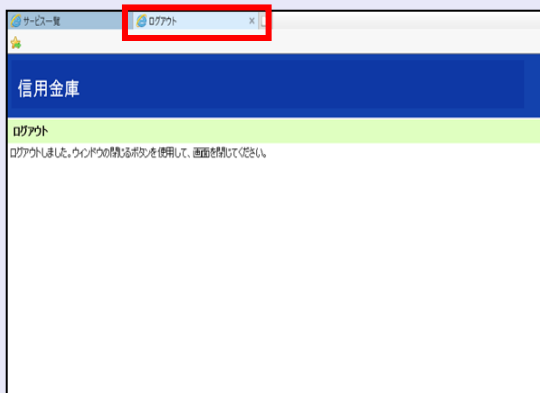 サービス一覧
ログアウト
信用金庫
ログアウト
ログアウトしました。ウィンドウの閉じるボタンを使用して、画面を閉じてください。